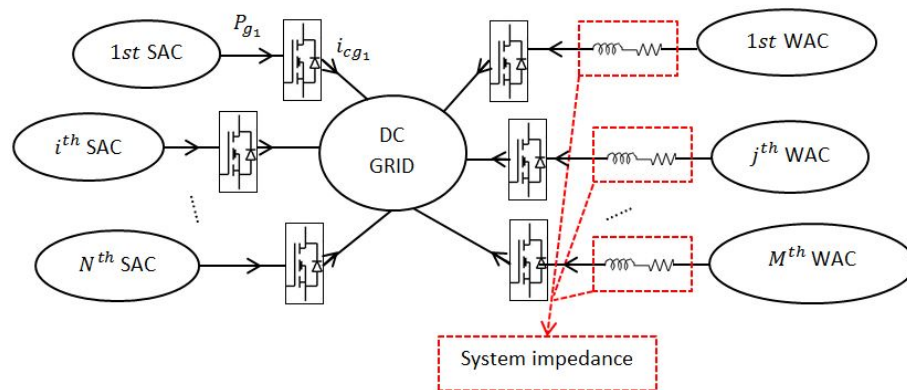 1st SAC
P_{g_1}
i_{cg_1}
1st WAC
i^{th} SAC
DC
GRID
j^{th} WAC
N^{th} SAC
M^{th} WAC
System impedance